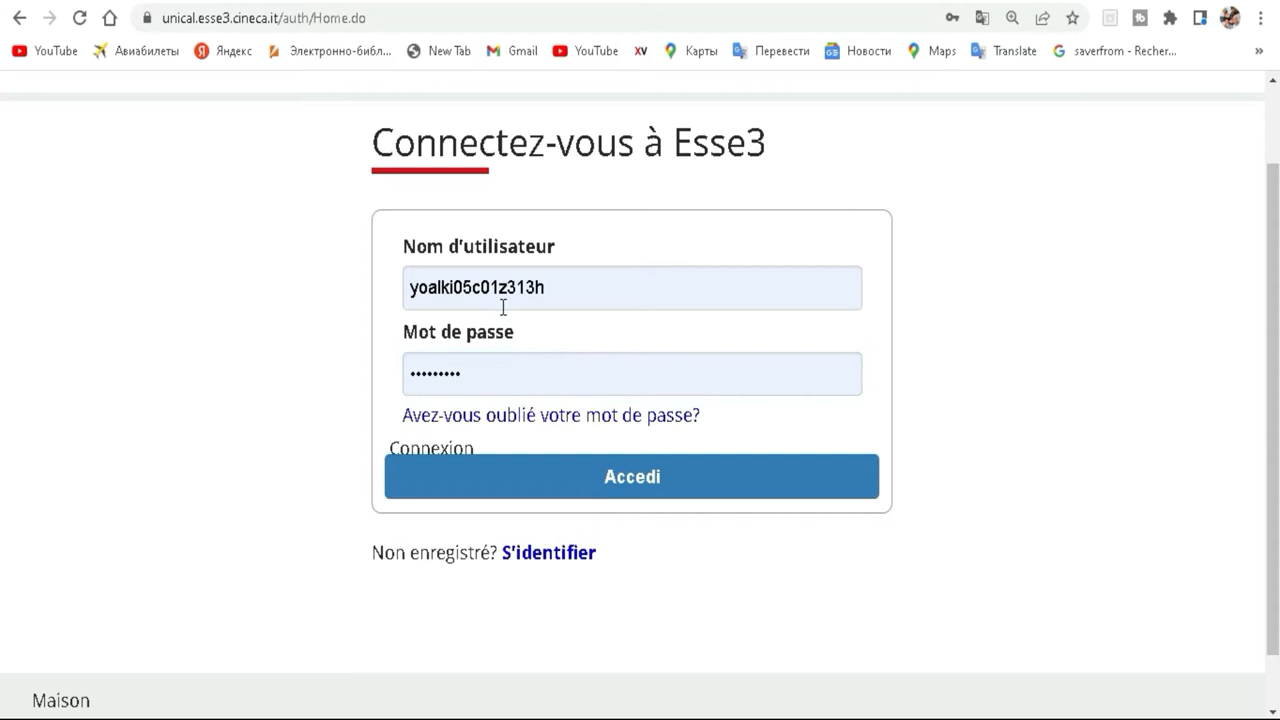 unical.esse3.cineca.it/auth/Home.do
YouTube Авиабилеты Яндекс Электронно-библ... New Tab Gmail YouTube XV Карты Перевести Новости Maps Translate saverfrom - Recher... »
Connectez-vous à Esse3
Nom d'utilisateur
yoalki05c01z313h
Mot de passe
•••••••••
Avez-vous oublié votre mot de passe?
Connexion
Accedi
Non enregistré? S'identifier
Maison